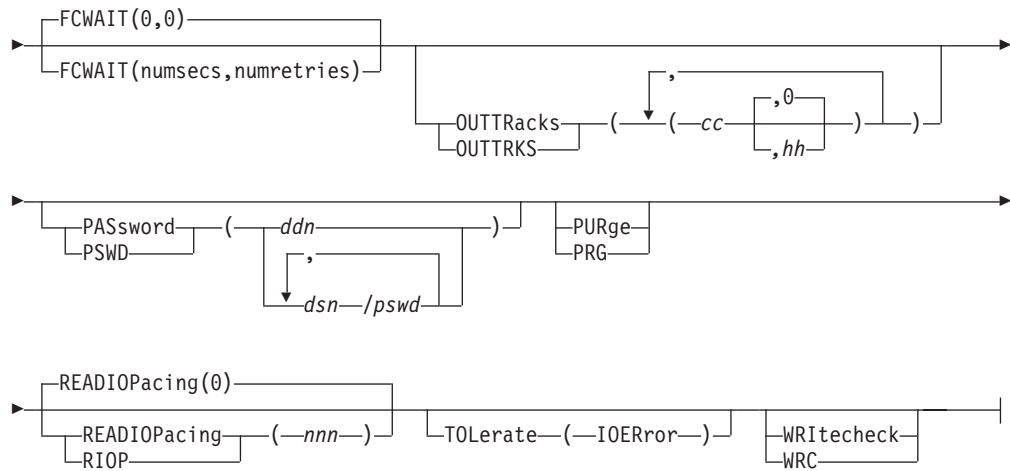 FCWAIT(0,0)
FCWAIT(numsecs,numretries)
,
OUTTRacks ( (cc ,0 ) )
OUTTRKS ,hh
PASsword ( ddn ) PURge
PSWD PRG
,
dsn /pswd
READIOPacing(0)
READIOPacing (nnn) TOLerate (IOERror) WRItecheck
RIOP WRC